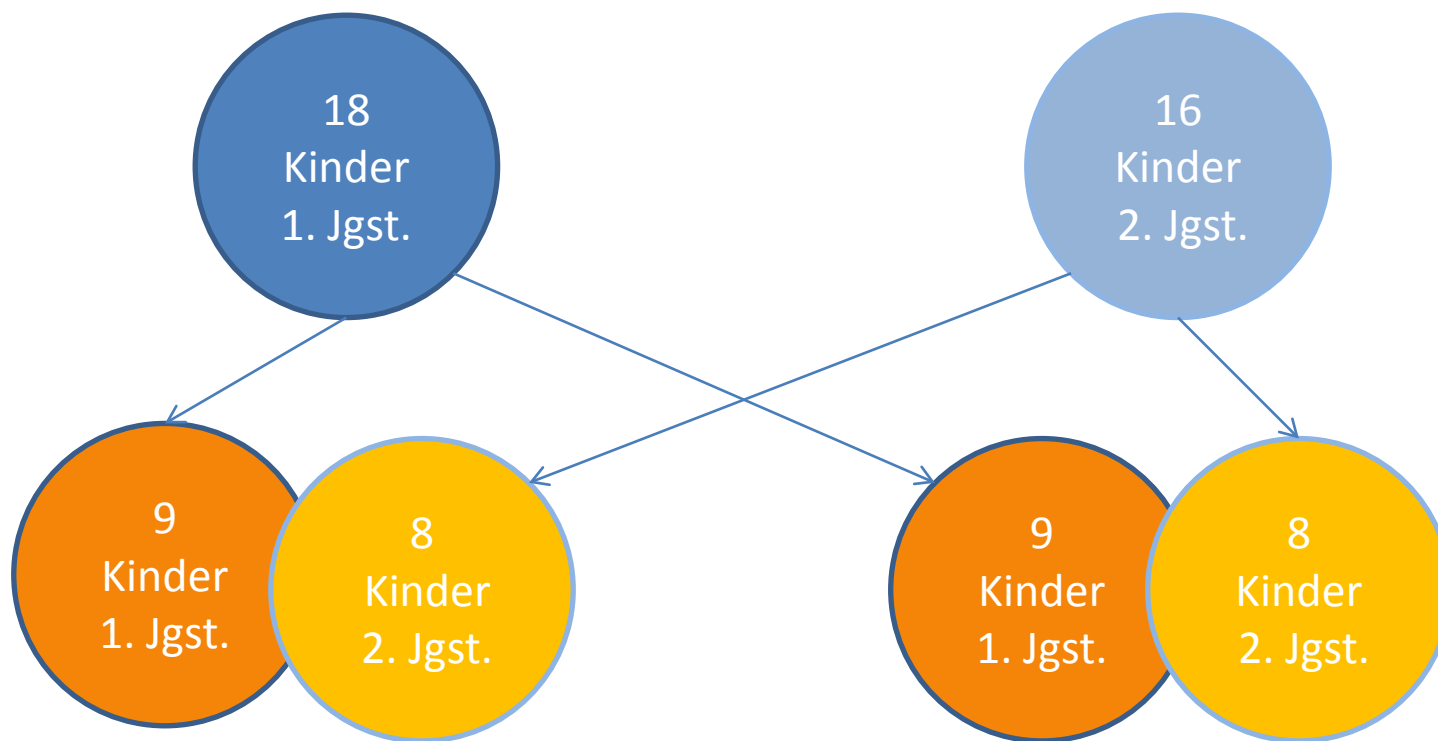 18
Kinder
1. Jgst.
16
Kinder
2. Jgst.
9
Kinder
1. Jgst.
8
Kinder
2. Jgst.
9
Kinder
1. Jgst.
8
Kinder
2. Jgst.